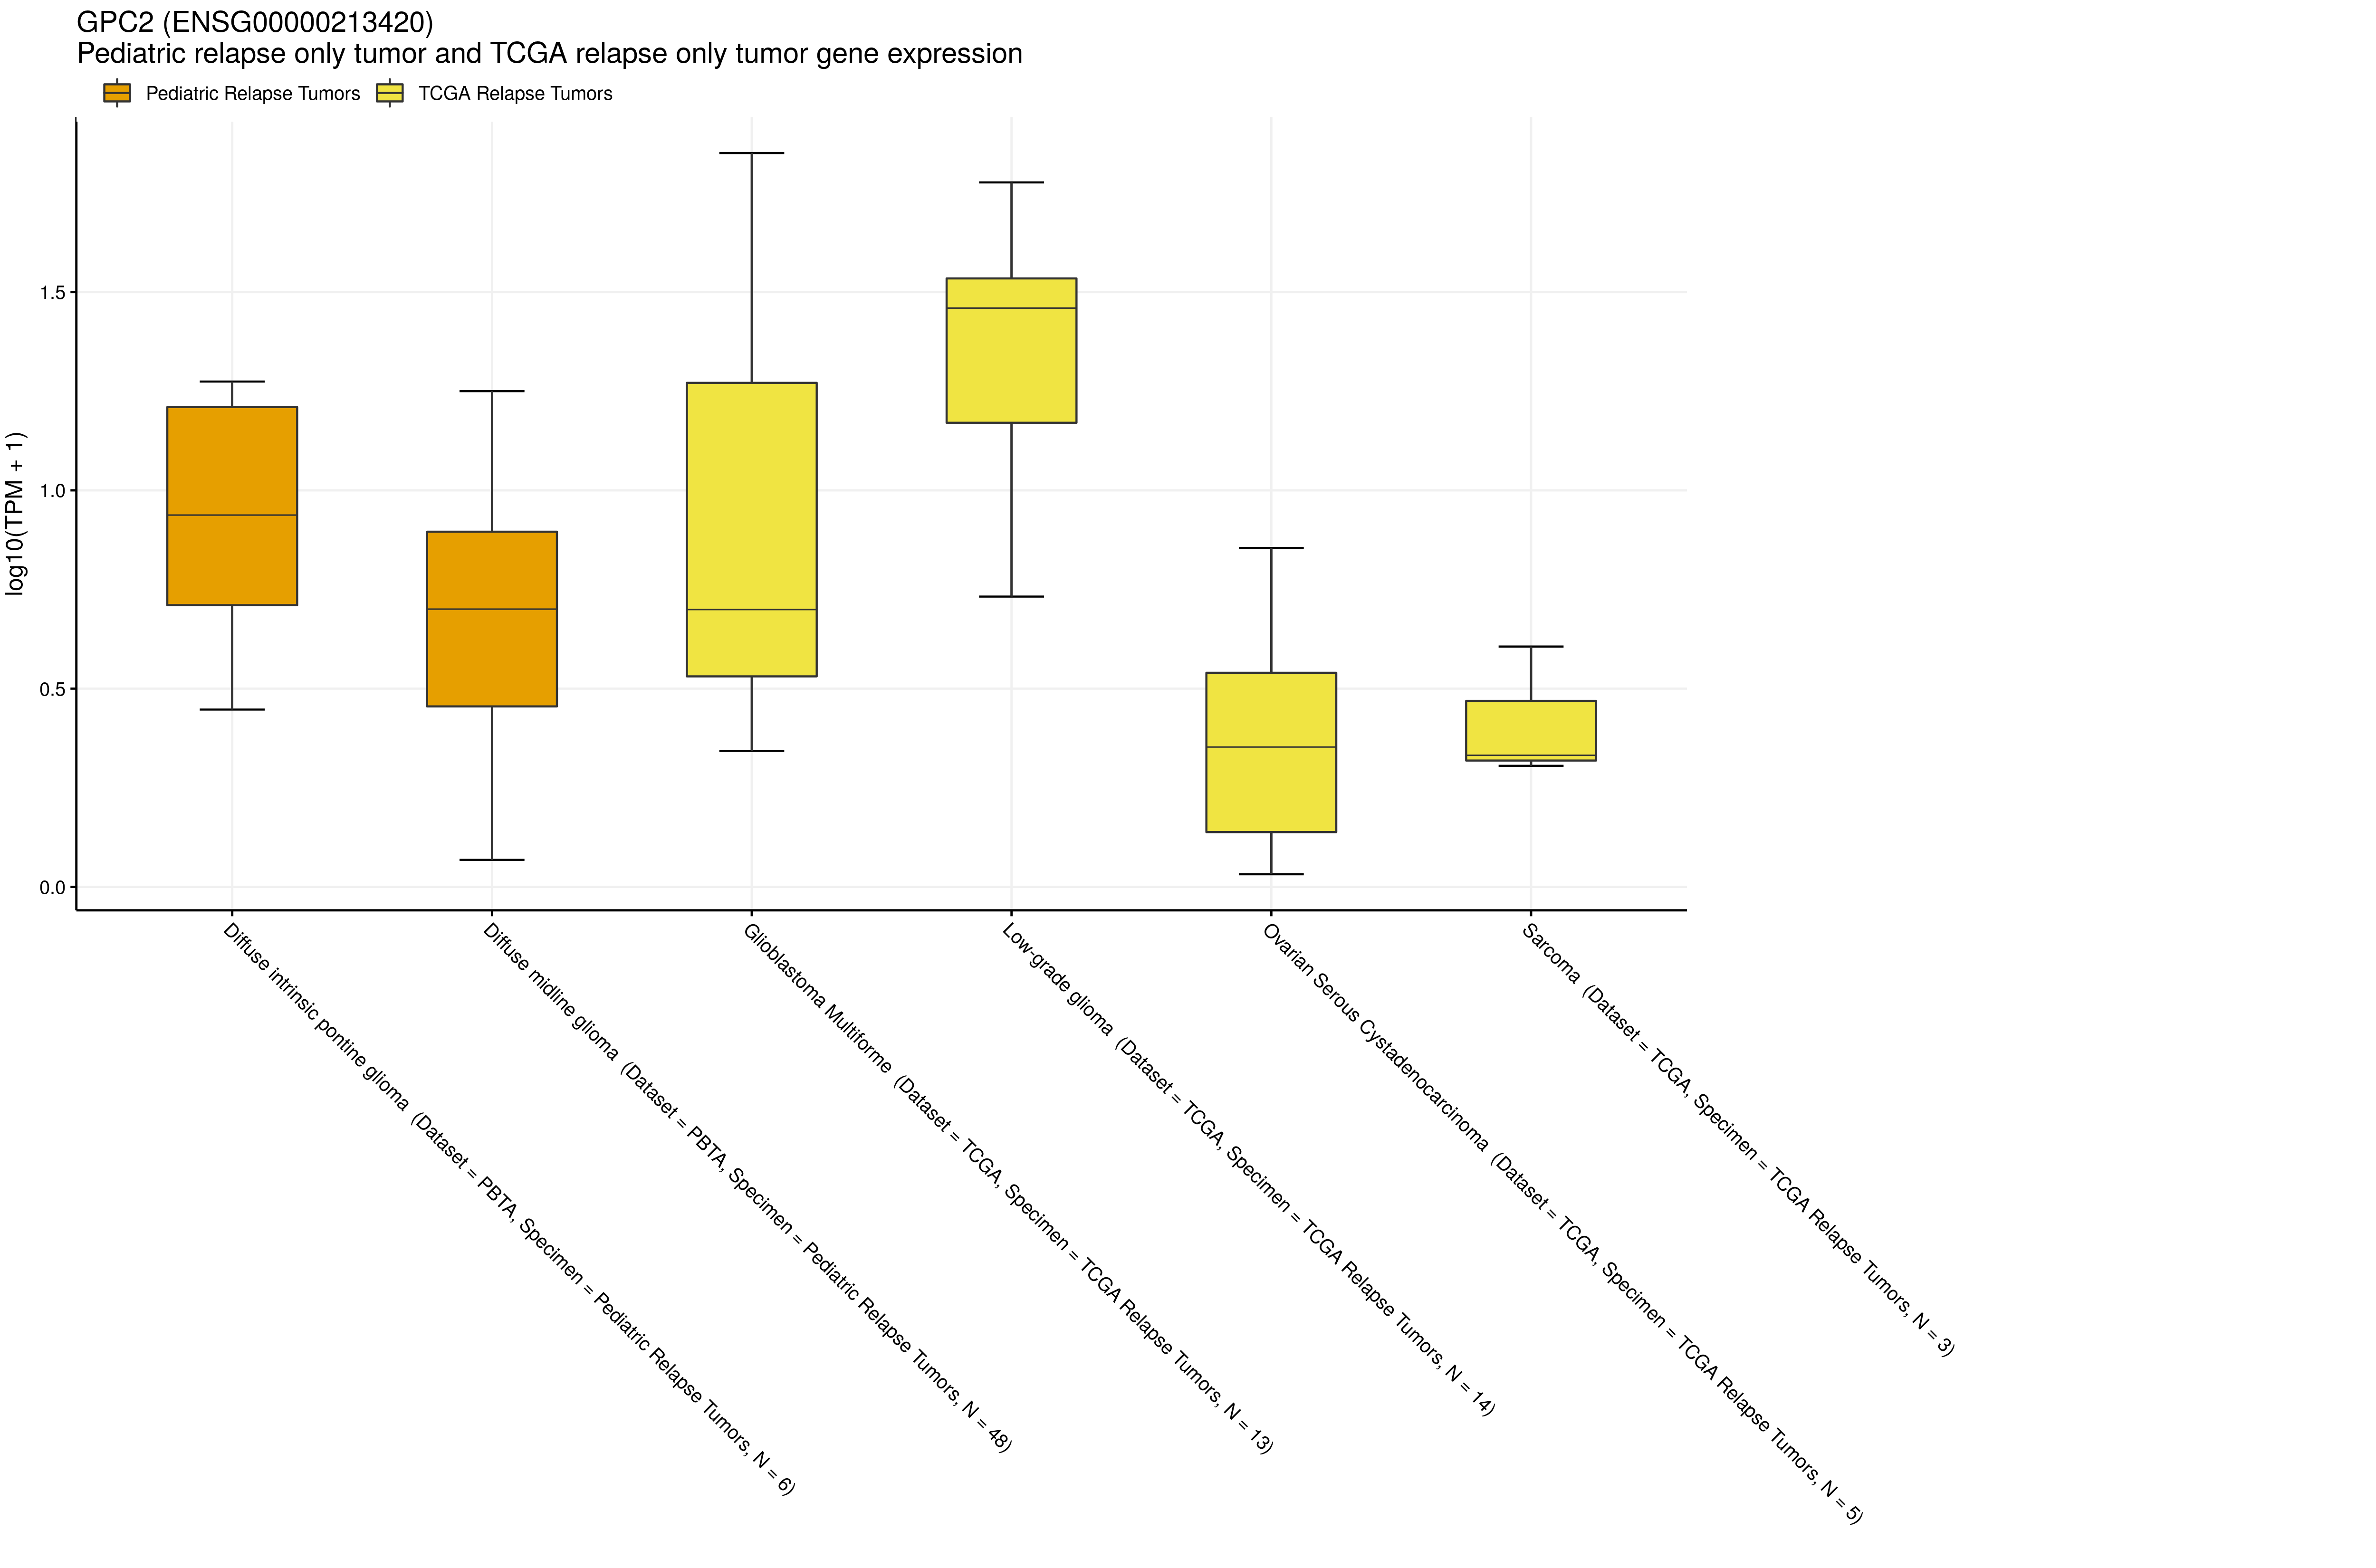 GPC2 (ENSG00000213420)
Pediatric relapse only tumor and TCGA relapse only tumor gene expression
Pediatric Relapse Tumors
TCGA Relapse Tumors
log10(TPM + 1)
1.5
1.0
0.5
0.0
Diffuse intrinsic pontine glioma (Dataset = PBTA, Specimen = Pediatric Relapse Tumors, N = 6)
Diffuse midline glioma (Dataset = PBTA, Specimen = Pediatric Relapse Tumors, N = 48)
Glioblastoma Multiforme (Dataset = TCGA, Specimen = TCGA Relapse Tumors, N = 13)
Low-grade glioma (Dataset = TCGA, Specimen = TCGA Relapse Tumors, N = 14)
Ovarian Serous Cystadenocarcinoma (Dataset = TCGA, Specimen = TCGA Relapse Tumors, N = 5)
Sarcoma (Dataset = TCGA, Specimen = TCGA Relapse Tumors, N = 3)